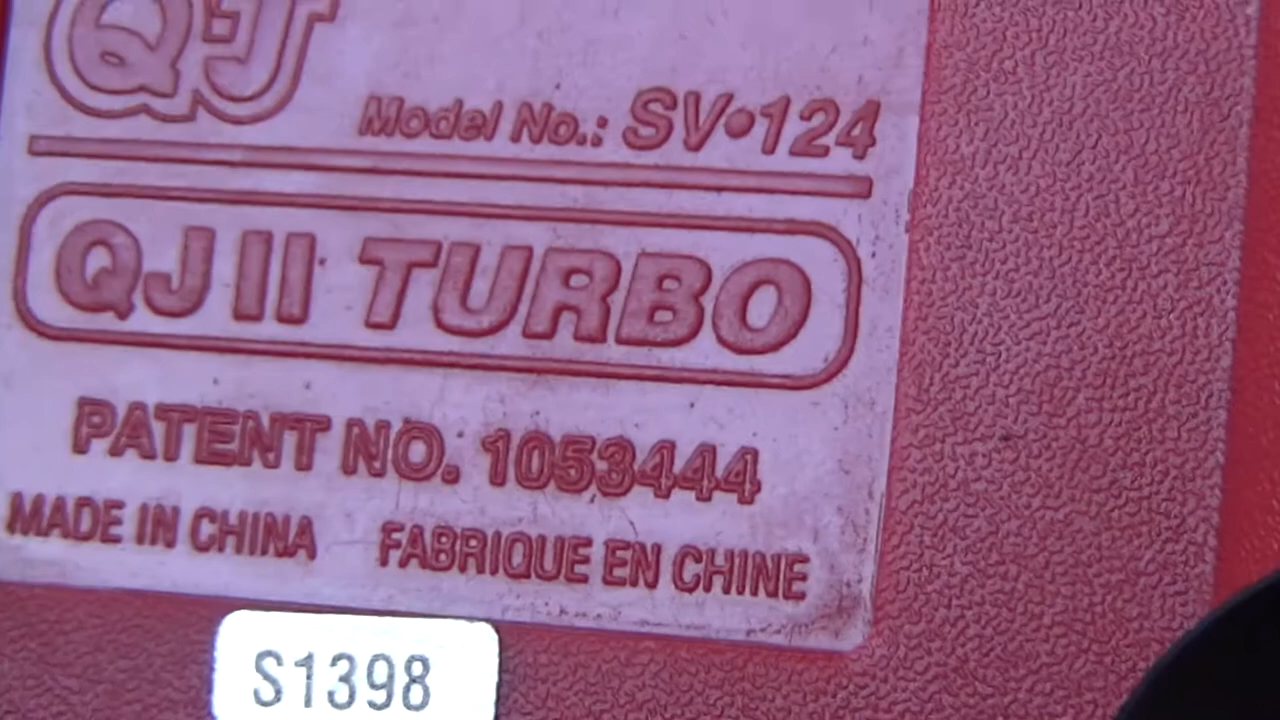 QJ
Model No.: SV•124
QJ II TURBO
PATENT NO. 1053444
MADE IN CHINA FABRIQUE EN CHINE
S1398